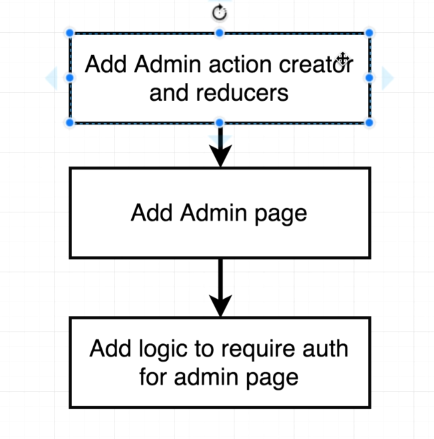 Add Admin action creator
and reducers
Add Admin page
Add logic to require auth
for admin page